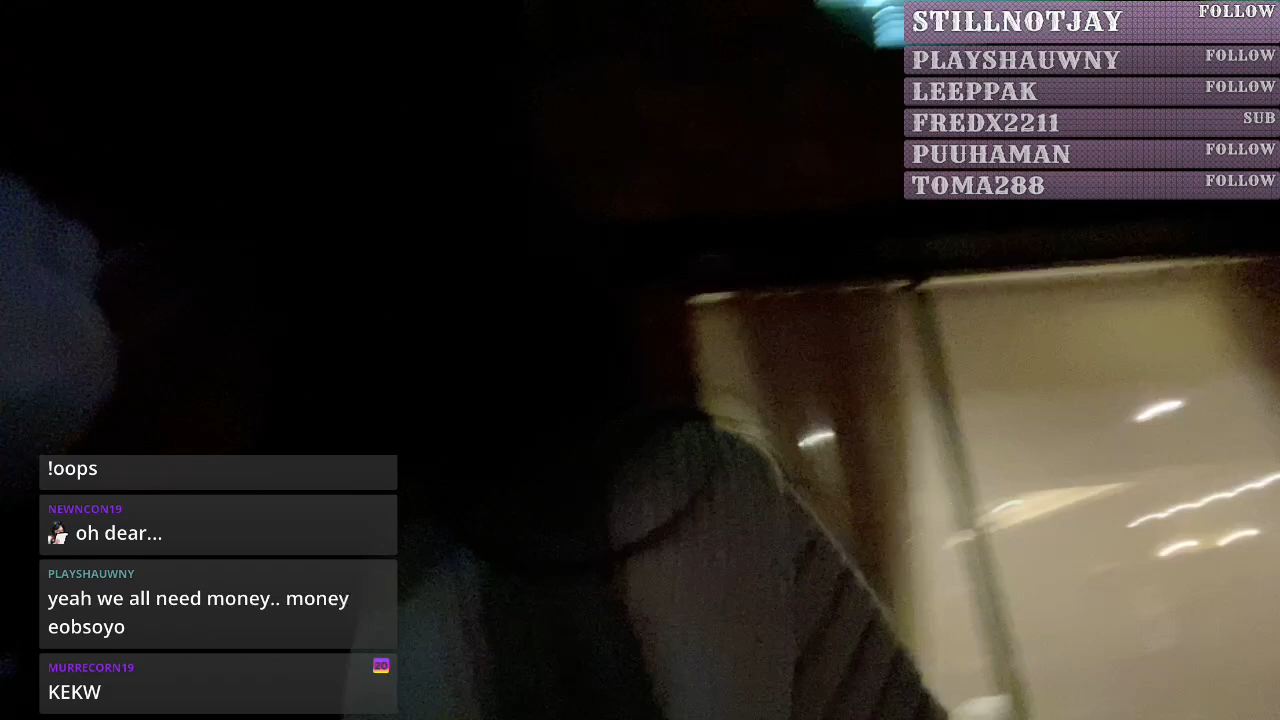 STILLNOTJAY FOLLOW
PLAYSHAUWNY FOLLOW
LEEPPAK FOLLOW
FREDX2211 SUB
PUUHAMAN FOLLOW
TOMA288 FOLLOW
!oops
NEWNCON19
oh dear...
PLAYSHAUWNY
yeah we all need money.. money
eobsoyo
MURRECORN19 20
KEKW